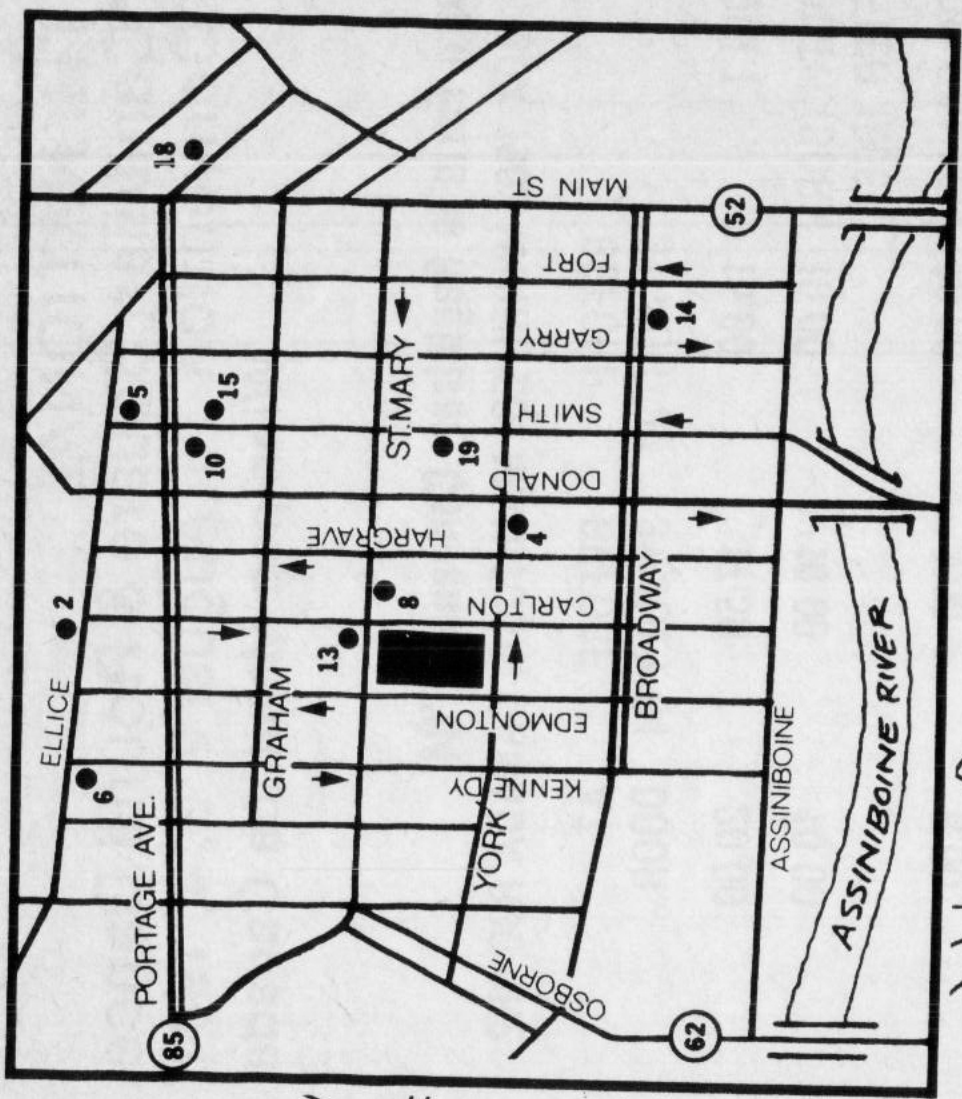 18
MAIN ST
52
FORT
14
GARRY
ST. MARY
5
15
SMITH
10
19
DONALD
HARGRAVE
4
2
8
CARLTON
13
BROADWAY
ELLICE
GRAHAM
EDMONTON
6
KENNEDY
PORTAGE AVE.
YORK
ASSINIBOINE
ASSINIBOINE RIVER
OSBORNE
85
62